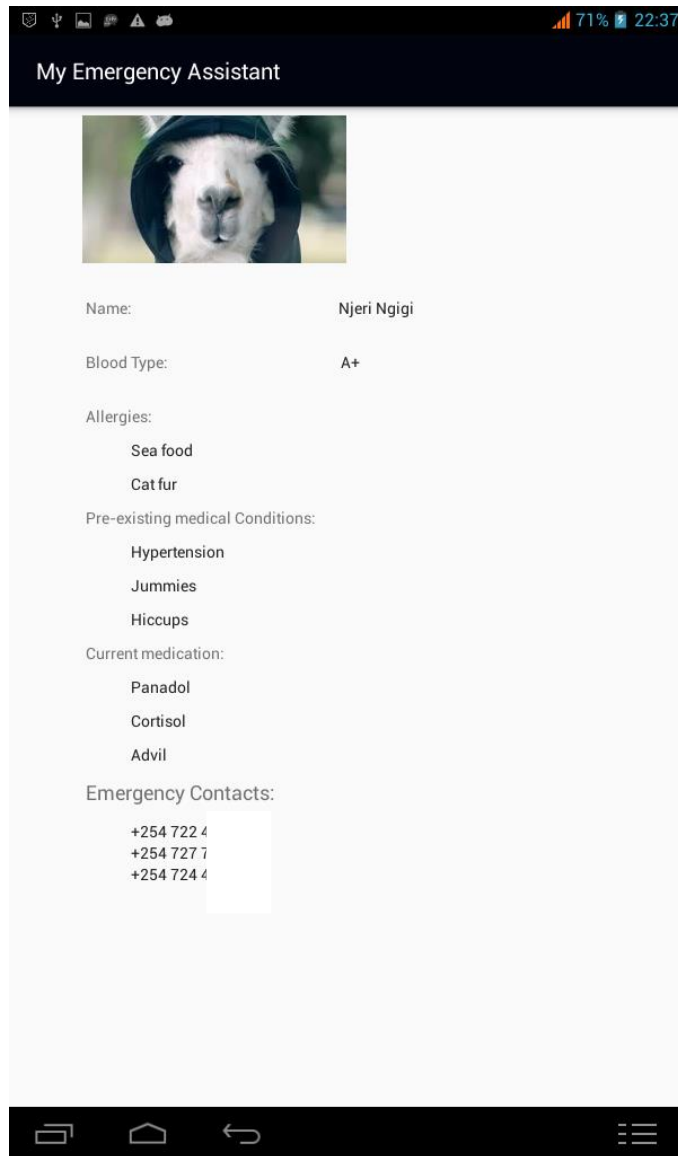 71% 22:37
My Emergency Assistant
Name: Njeri Ngigi
Blood Type: A+
Allergies:
Sea food
Cat fur
Pre-existing medical Conditions:
Hypertension
Jummies
Hiccups
Current medication:
Panadol
Cortisol
Advil
Emergency Contacts:
+254 722 4
+254 727 7
+254 724 4